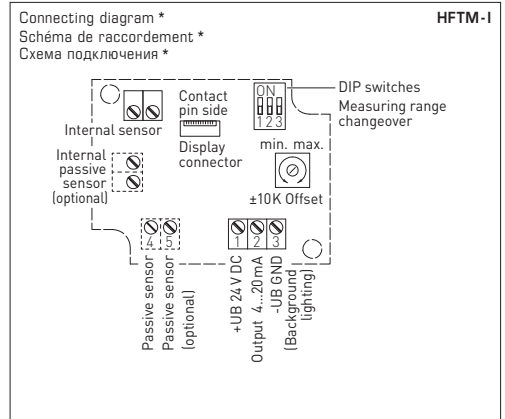 Connecting diagram *
HFTM-I
Schéma de raccordement *
Схема подключения *
Internal sensor
Contact
pin side
Display
connector
ON
1 2 3
DIP switches
Measuring range
changeover
Internal
passive
sensor
(optional)
min. max.
±10K Offset
4 5
1 2 3
Passive sensor
Passive sensor
(optional)
+UB 24 V DC
Output 4...20 mA
-UB GND
(Background
lighting)